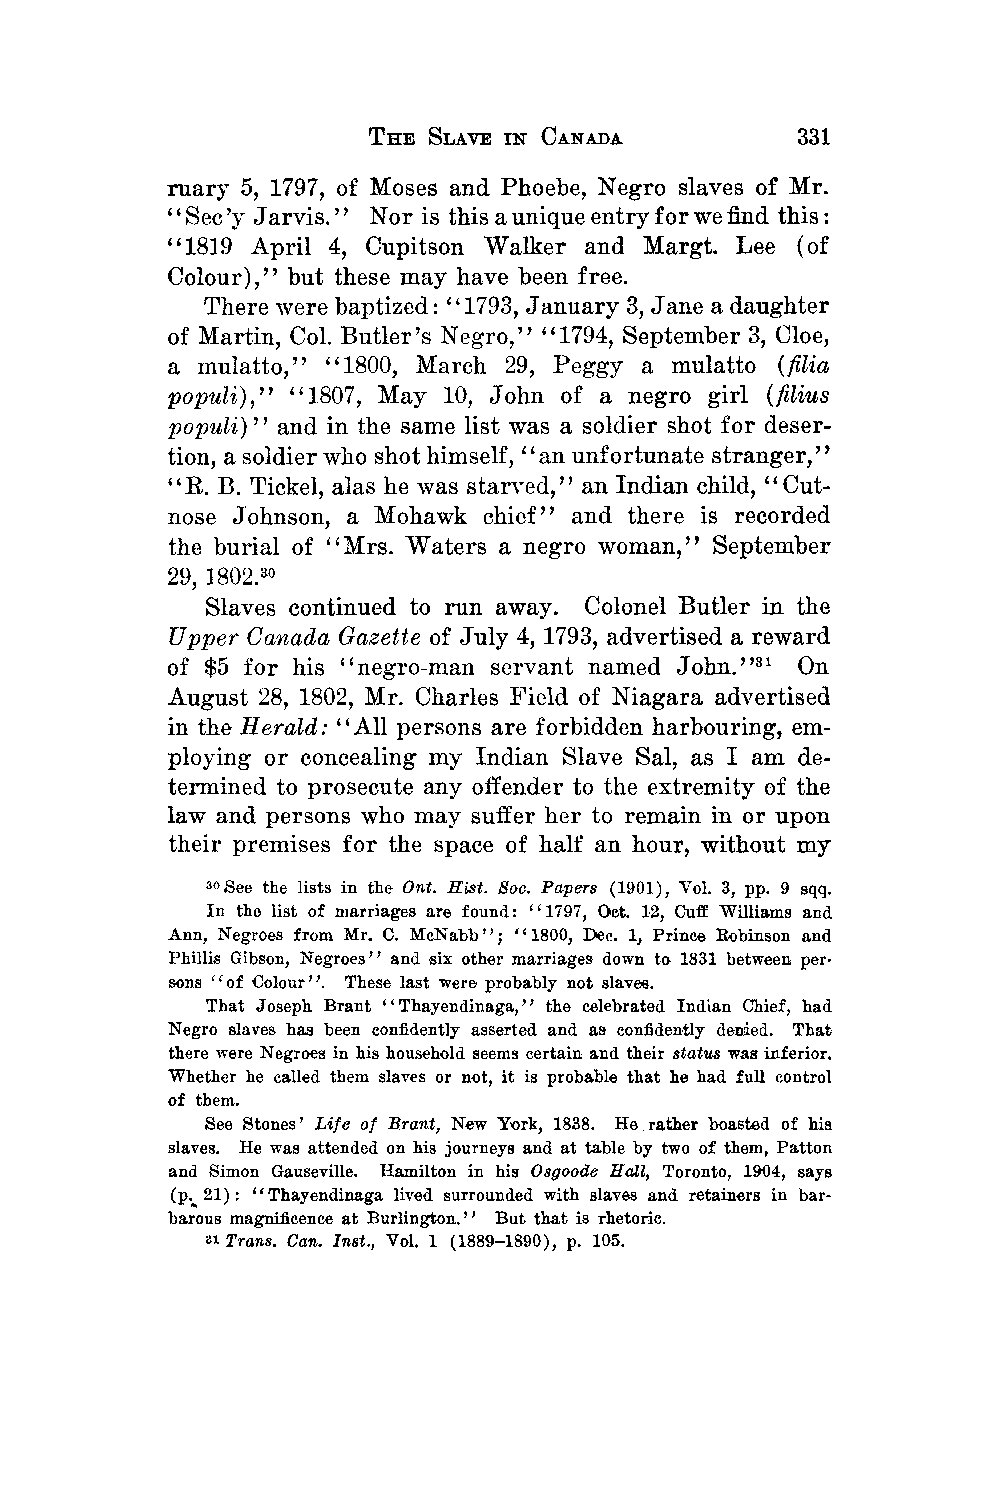 THE SLAVE IN CANADA 331
ruary 5, 1797, of Moses and Phoebe, Negro slaves of Mr.
"Sec'y Jarvis." Nor is this a unique entry for we find this:
"1819 April 4, Cupitson Walker and Margt. Lee (of
Colour)," but these may have been free.
There were baptized: "1793, January 3, Jane a daughter
of Martin, Col. Butler's Negro," "1794, September 3, Cloe,
a mulatto," "1800, March 29, Peggy a mulatto (filia
populi)," "1807, May 10, John of a negro girl (filius
populi)" and in the same list was a soldier shot for deser-
tion, a soldier who shot himself, "an unfortunate stranger,"
"R. B. Tickel, alas he was starved," an Indian child, "Cut-
nose Johnson, a Mohawk chief" and there is recorded
the burial of "Mrs. Waters a negro woman," September
29, 1802.30
Slaves continued to run away. Colonel Butler in the
Upper Canada Gazette of July 4, 1793, advertised a reward
of $5 for his "negro-man servant named John."31 On
August 28, 1802, Mr. Charles Field of Niagara advertised
in the Herald: "All persons are forbidden harbouring, em-
ploying or concealing my Indian Slave Sal, as I am de-
termined to prosecute any offender to the extremity of the
law and persons who may suffer her to remain in or upon
their premises for the space of half an hour, without my
30 See the lists in the Ont. Hist. Soc. Papers (1901), Vol. 3, pp. 9 sqq.
In the list of marriages are found: "1797, Oct. 12, Cuff Williams and
Ann, Negroes from Mr. C. McNabb"; "1800, Dec. 1, Prince Robinson and
Phillis Gibson, Negroes" and six other marriages down to 1831 between per-
sons "of Colour". These last were probably not slaves.
That Joseph Brant "Thayendinaga," the celebrated Indian Chief, had
Negro slaves has been confidently asserted and as confidently denied. That
there were Negroes in his household seems certain and their status was inferior.
Whether he called them slaves or not, it is probable that he had full control
of them.
See Stones' Life of Brant, New York, 1838. He rather boasted of his
slaves. He was attended on his journeys and at table by two of them, Patton
and Simon Gauseville. Hamilton in his Osgoode Hall, Toronto, 1904, says
(p. 21): "Thayendinaga lived surrounded with slaves and retainers in bar-
barous magnificence at Burlington." But that is rhetoric.
31 Trans. Can. Inst., Vol. 1 (1889–1890), p. 105.